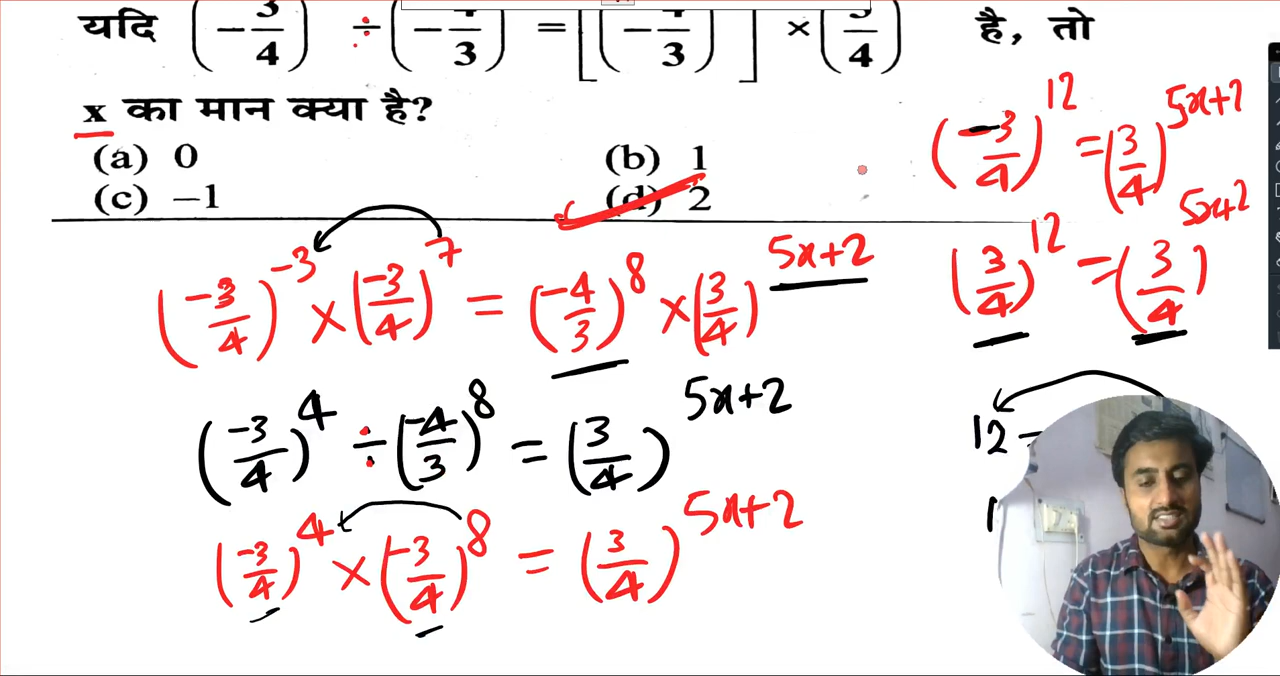 यदि (-3/4) ÷ (-4/3) = [(-4/3) ] × (3/4) है, तो
x का मान क्या है?
(a) 0 (b) 1
(c) −1 (d) 2
(-3/4)^-3 × (-3/4)^7 = (-4/3)^8 × (3/4)^5x+2
(-3/4)^4 ÷ (-4/3)^8 = (3/4)^5x+2
(-3/4)^4 × (-3/4)^8 = (3/4)^5x+2
(-3/4)^12 = (3/4)^5x+2
(3/4)^12 = (3/4)^5x+2
12 =
1